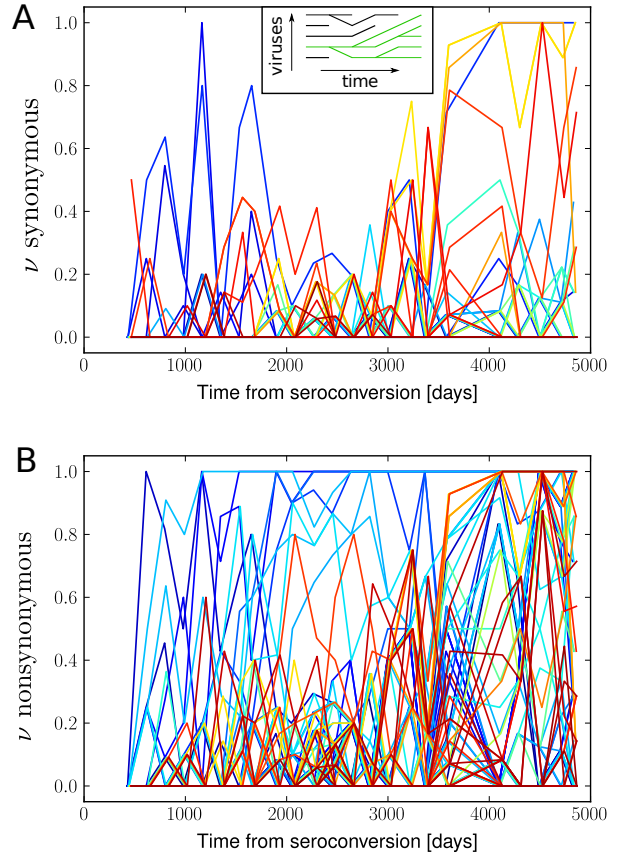 A
viruses
time
1.0
0.8
0.6
0.4
0.2
0.0
ν synonymous
0 1000 2000 3000 4000 5000
Time from seroconversion [days]
B
1.0
0.8
0.6
0.4
0.2
0.0
ν nonsynonymous
0 1000 2000 3000 4000 5000
Time from seroconversion [days]